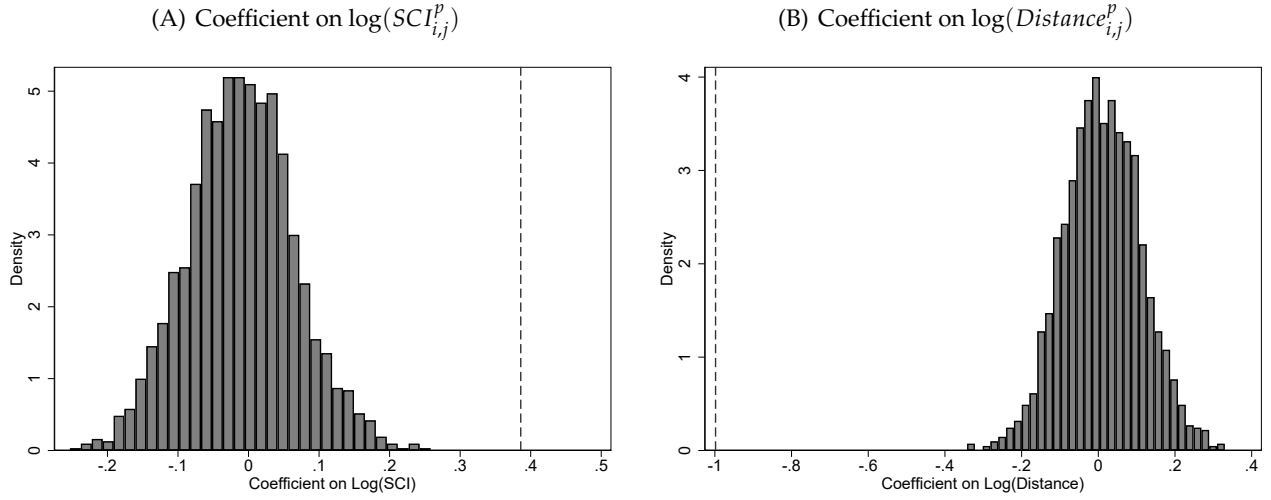 (A) Coefficient on log(SCI^p_{i,j})
(B) Coefficient on log(Distance^p_{i,j})
Density
5
4
3
2
1
0
-.2 -.1 0 .1 .2 .3 .4 .5
Coefficient on Log(SCI)
Density
4
3
2
1
0
-1 -.8 -.6 -.4 -.2 0 .2 .4
Coefficient on Log(Distance)